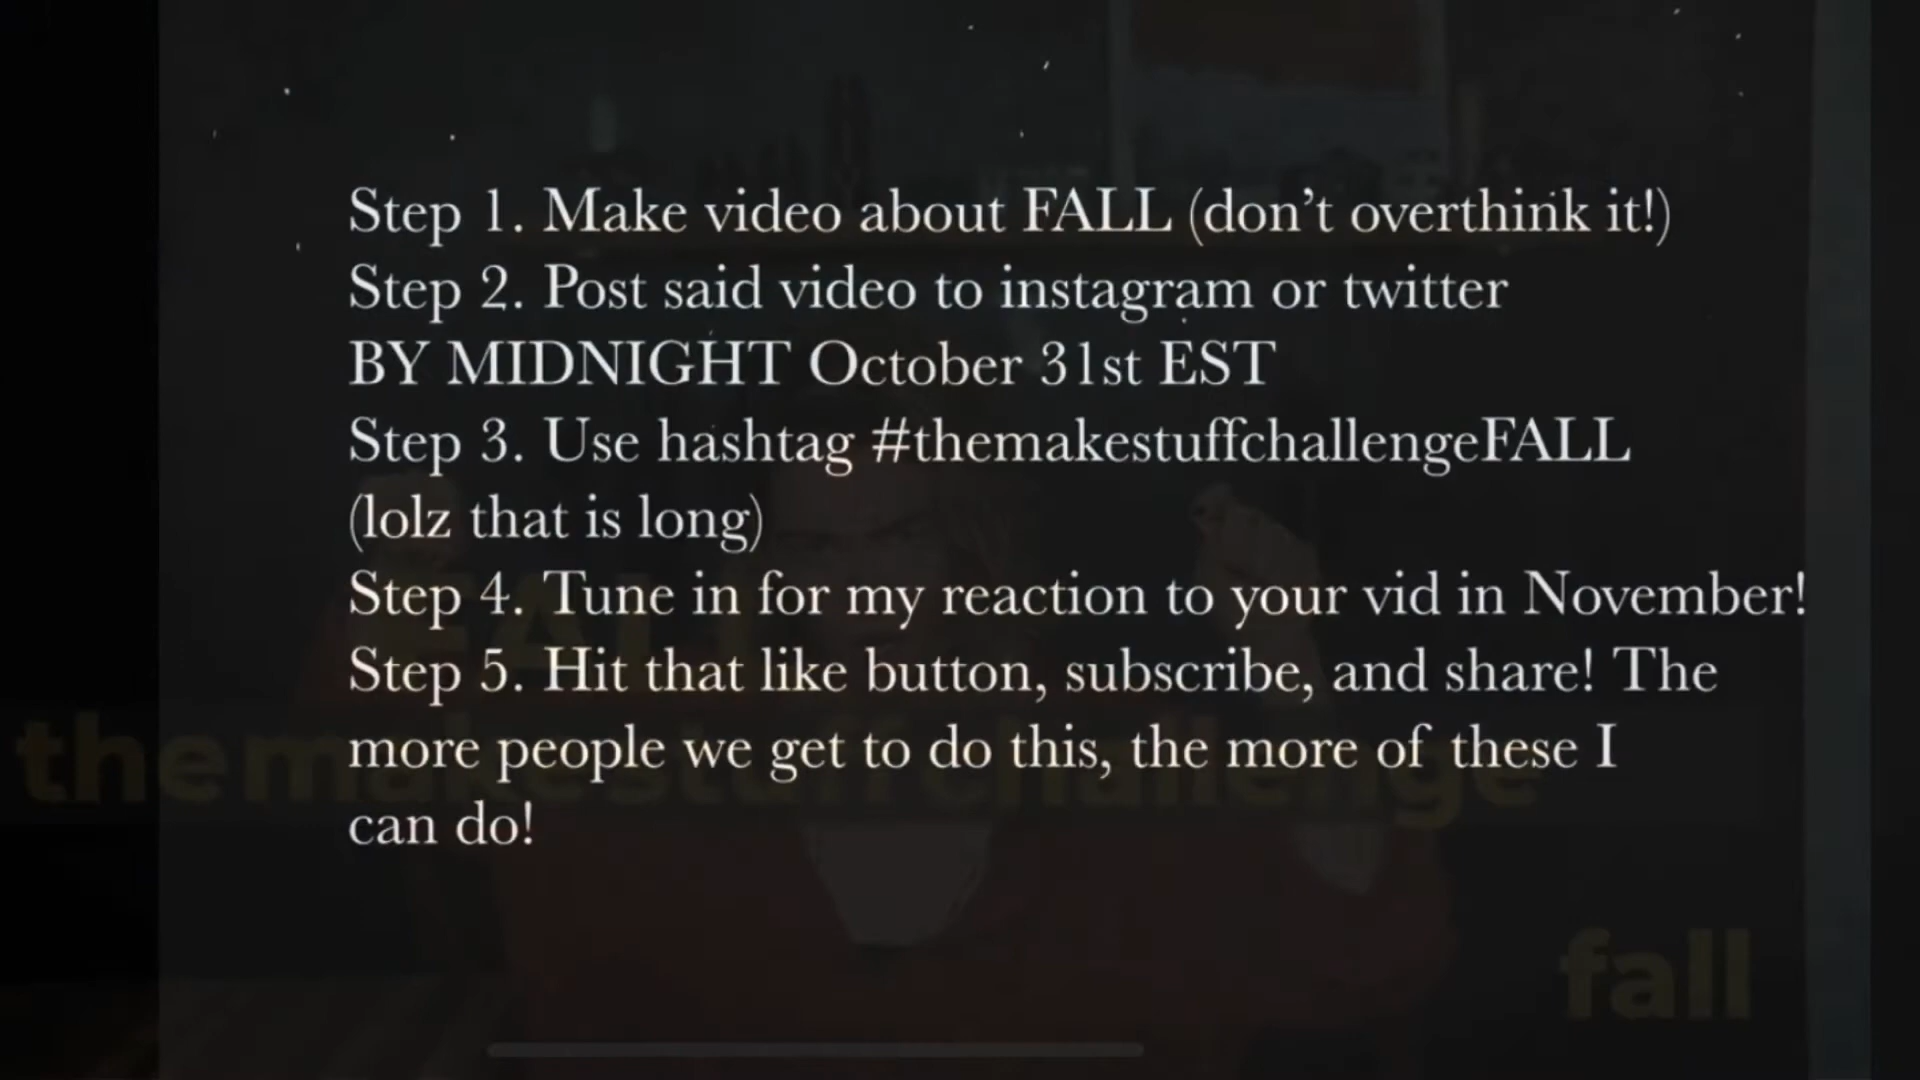 Step 1. Make video about FALL (don't overthink it!)
Step 2. Post said video to instagram or twitter
BY MIDNIGHT October 31st EST
Step 3. Use hashtag #themakestuffchallengeFALL
(lolz that is long)
Step 4. Tune in for my reaction to your vid in November!
Step 5. Hit that like button, subscribe, and share! The
more people we get to do this, the more of these I
can do!
FALL
themakestuffchallenge
fall